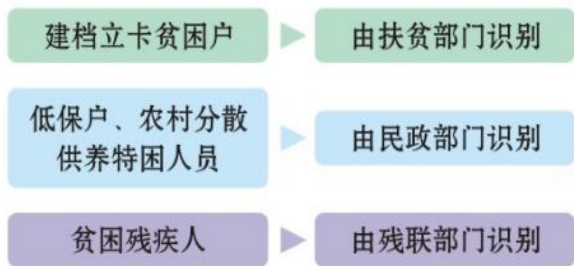 建档立卡贫困户
由扶贫部门识别
低保户、农村分散
供养特困人员
由民政部门识别
贫困残疾人
由残联部门识别